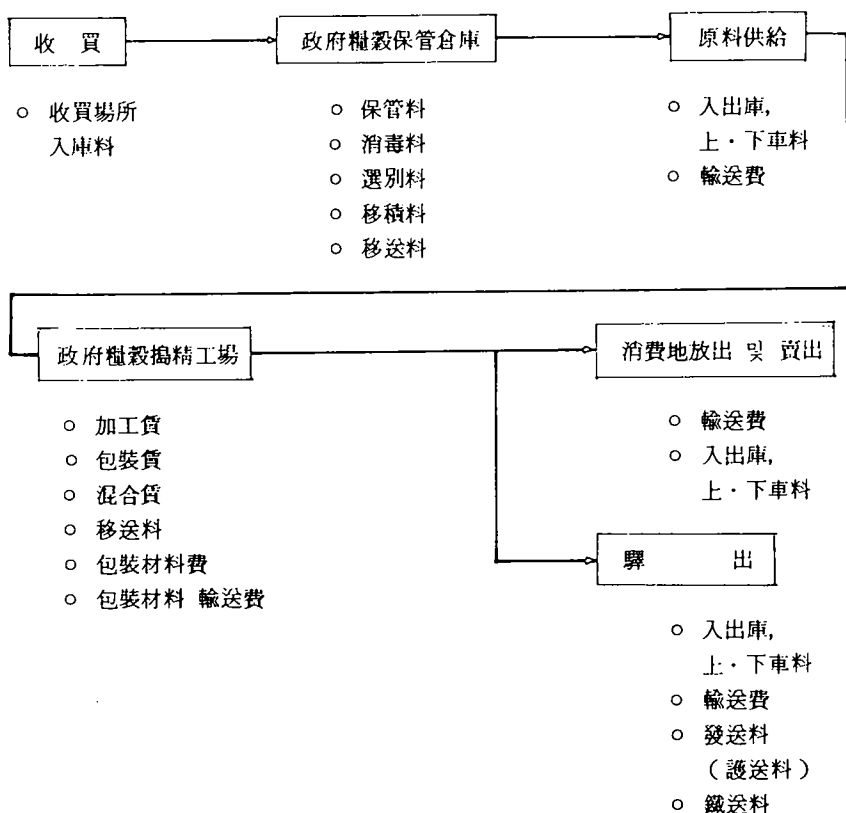 收 買
政府糧穀保管倉庫
原料供給
○ 收買場所
入庫料
○ 保管料
○ 消毒料
○ 選別料
○ 移積料
○ 移送料
○ 入出庫,
上·下車料
○ 輸送費
政府糧穀搗精工場
消費地放出 및 賣出
○ 加工賃
○ 包裝賃
○ 混合賃
○ 移送料
○ 包裝材料費
○ 包裝材料 輸送費
○ 輸送費
○ 入出庫,
上·下車料
驛 出
○ 入出庫,
上·下車料
○ 輸送費
○ 發送料
(護送料)
○ 鐵送料